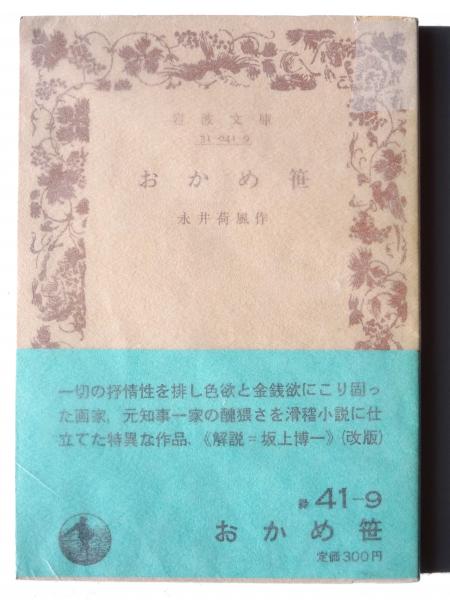 岩波文庫
31-041-9
おかめ笹
永井荷風作
一切の抒情性を排し色欲と金銭欲にこり固っ
た画家，元知事一家の醜猥さを滑稽小説に仕
立てた特異な作品．《解説＝坂上博一》(改版)
緑 41-9
おかめ笹
定価300円